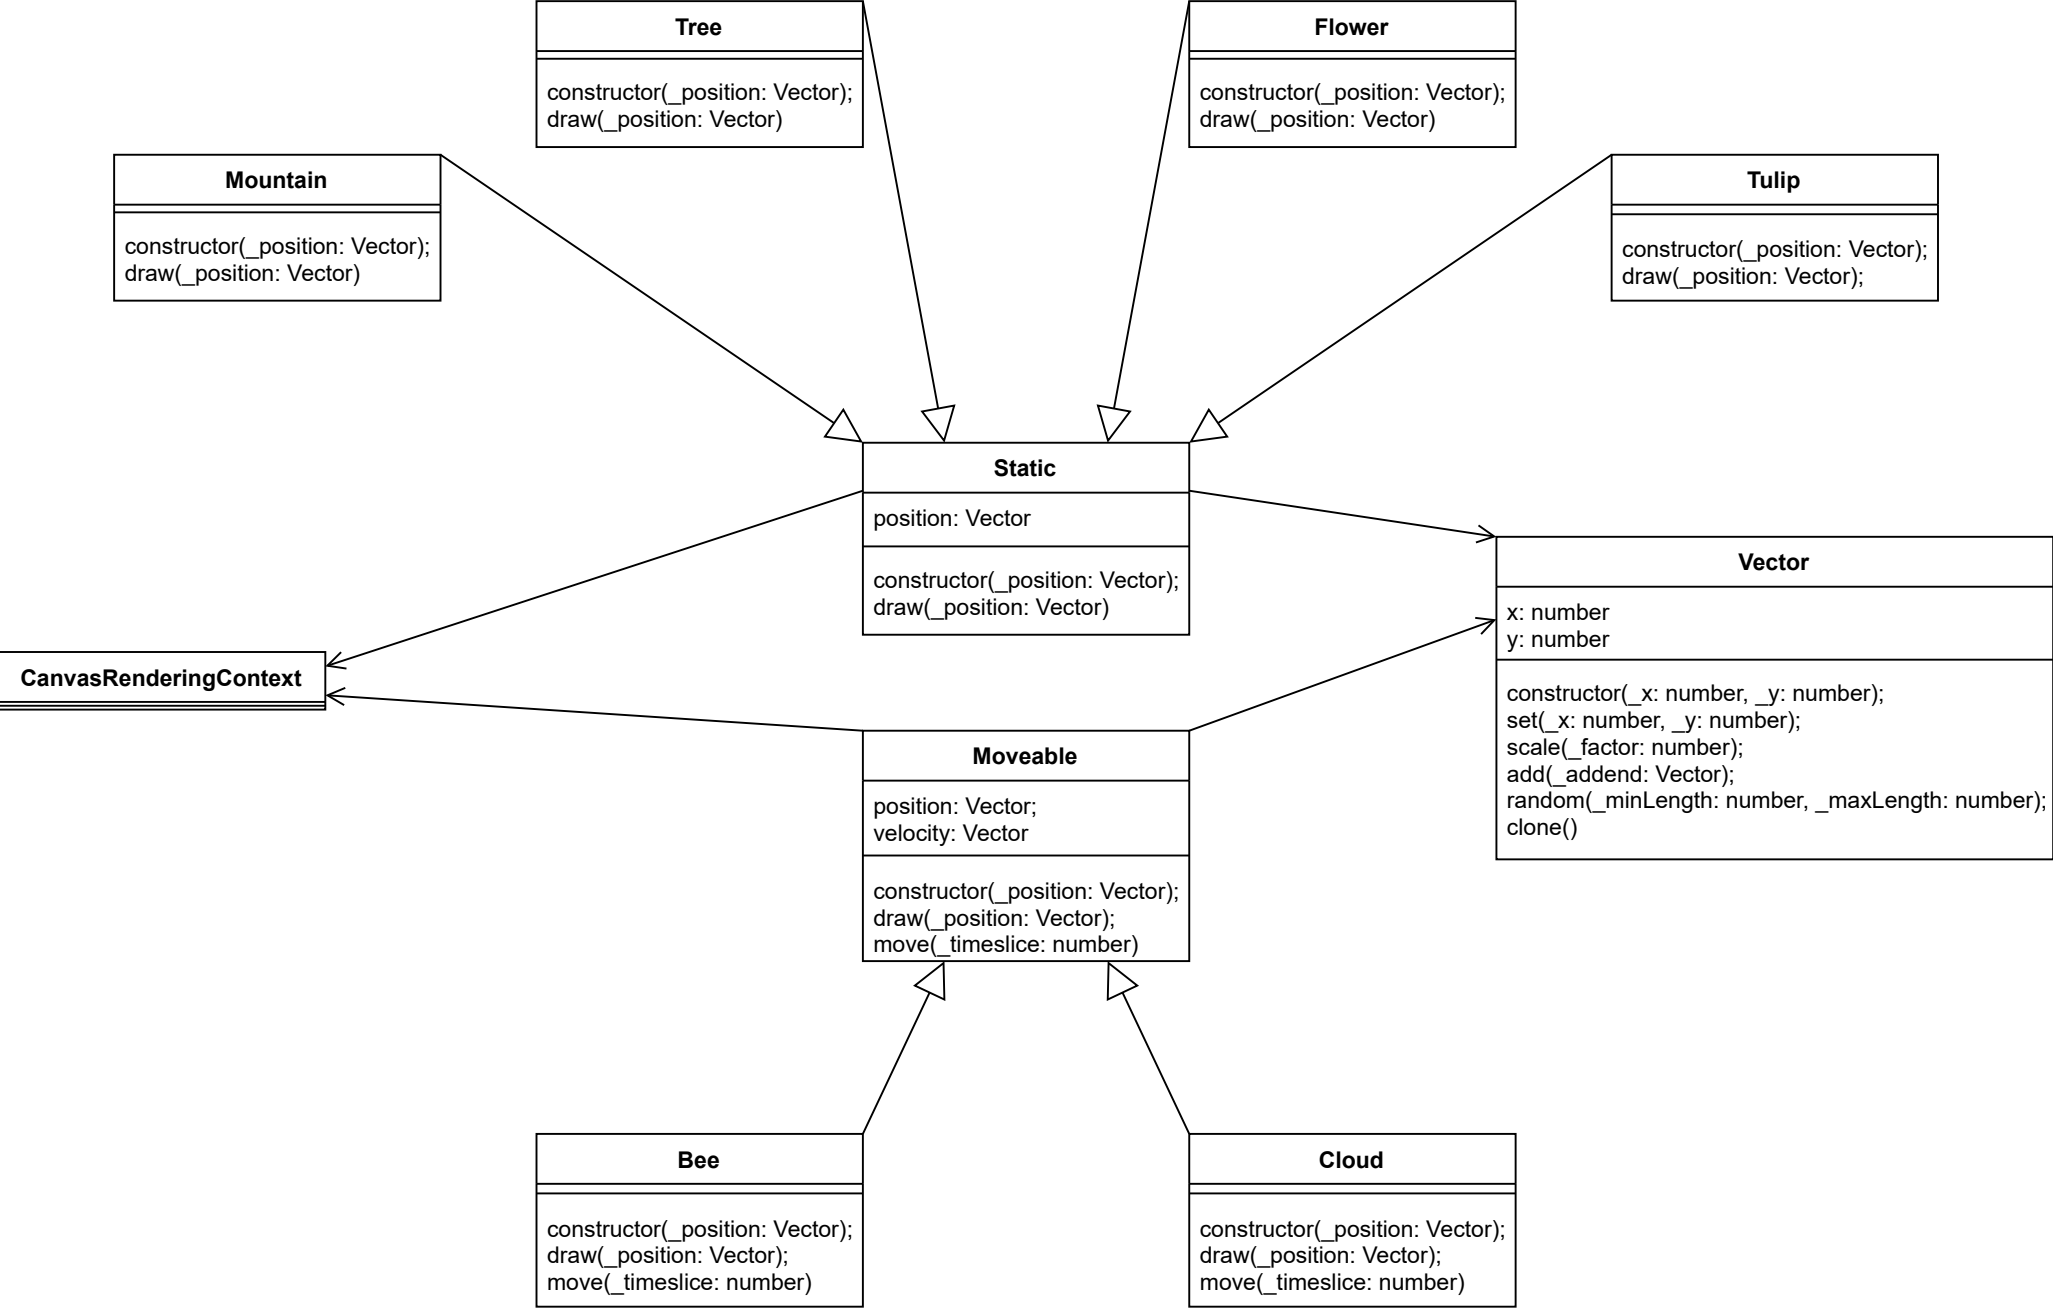 Tree
constructor(_position: Vector);
draw(_position: Vector)
Flower
constructor(_position: Vector);
draw(_position: Vector)
Mountain
constructor(_position: Vector);
draw(_position: Vector)
Tulip
constructor(_position: Vector);
draw(_position: Vector);
Static
position: Vector
constructor(_position: Vector);
draw(_position: Vector)
Vector
x: number
y: number
constructor(_x: number, _y: number);
set(_x: number, _y: number);
scale(_factor: number);
add(_addend: Vector);
random(_minLength: number, _maxLength: number);
clone()
CanvasRenderingContext
Moveable
position: Vector;
velocity: Vector
constructor(_position: Vector);
draw(_position: Vector);
move(_timeslice: number)
Bee
constructor(_position: Vector);
draw(_position: Vector);
move(_timeslice: number)
Cloud
constructor(_position: Vector);
draw(_position: Vector);
move(_timeslice: number)